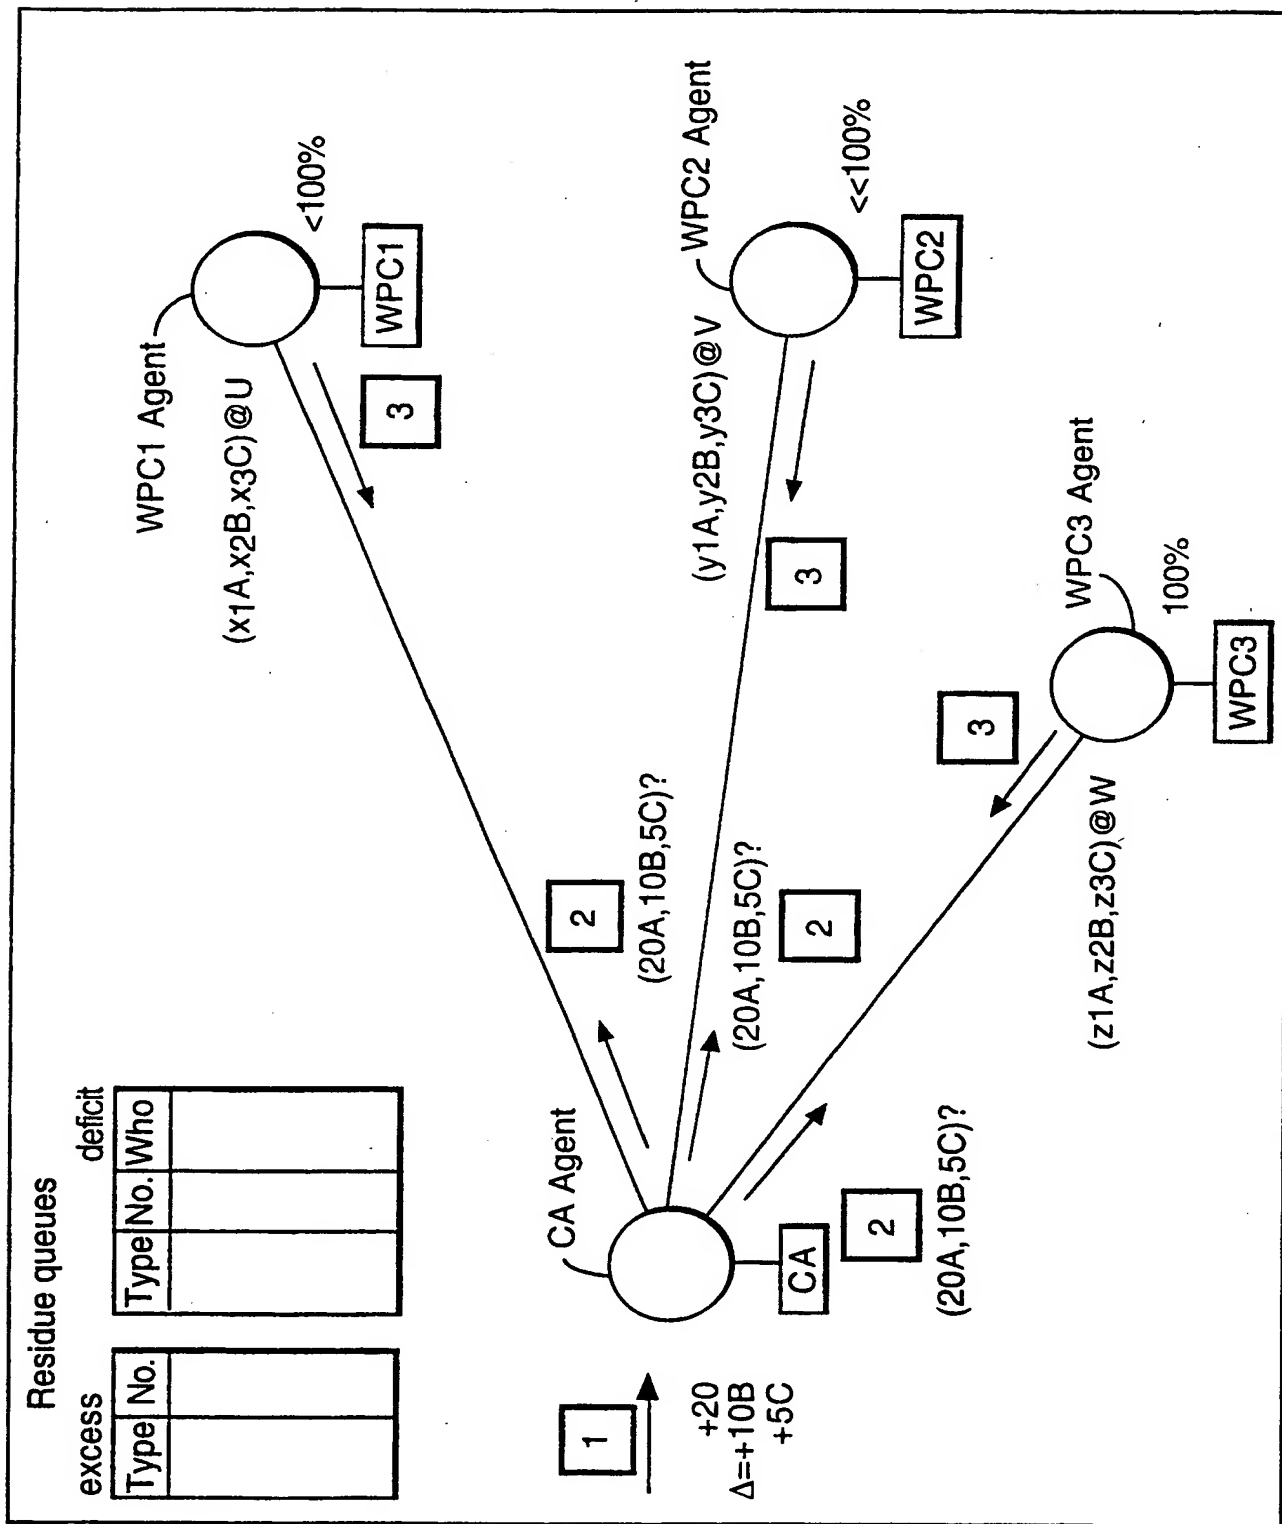 Residue queues
excess
deficit
Type No.
Type No. Who
WPC1 Agent
<100%
WPC1
(x1A,x2B,x3C)@U
3
WPC2 Agent
<<100%
WPC2
(y1A,y2B,y3C)@V
3
WPC3 Agent
100%
WPC3
(z1A,z2B,z3C)@W
3
2
(20A,10B,5C)?
(20A,10B,5C)?
2
2
(20A,10B,5C)?
CA Agent
CA
1
+20
Δ=+10B
+5C